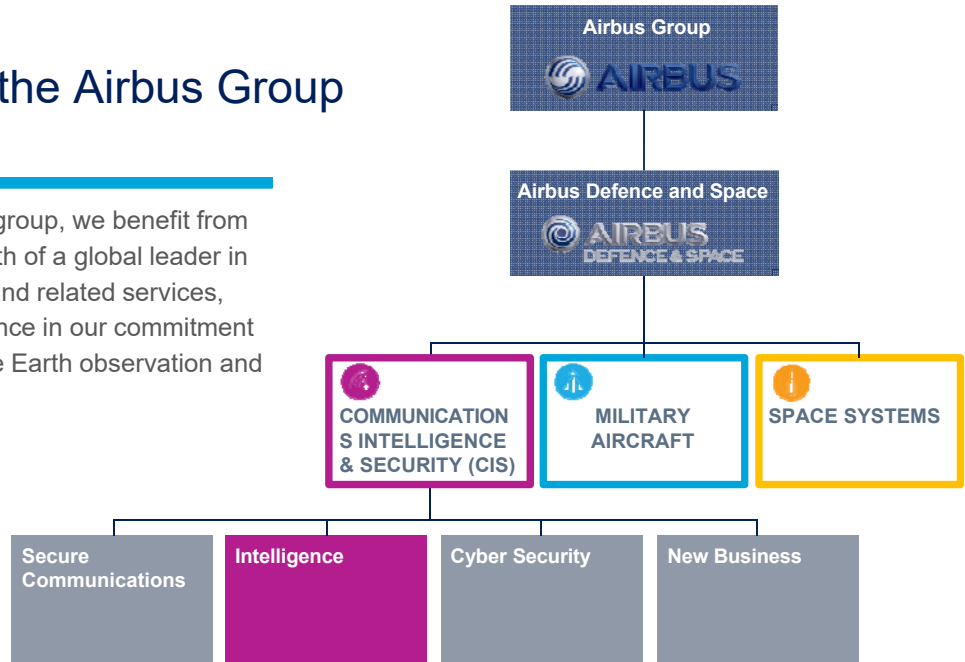 the Airbus Group
group, we benefit from
th of a global leader in
and related services,
nce in our commitment
e Earth observation and
Airbus Group
AIRBUS
Airbus Defence and Space
AIRBUS
DEFENCE & SPACE
COMMUNICATION
S INTELLIGENCE
& SECURITY (CIS)
MILITARY
AIRCRAFT
SPACE SYSTEMS
Secure
Communications
Intelligence
Cyber Security
New Business